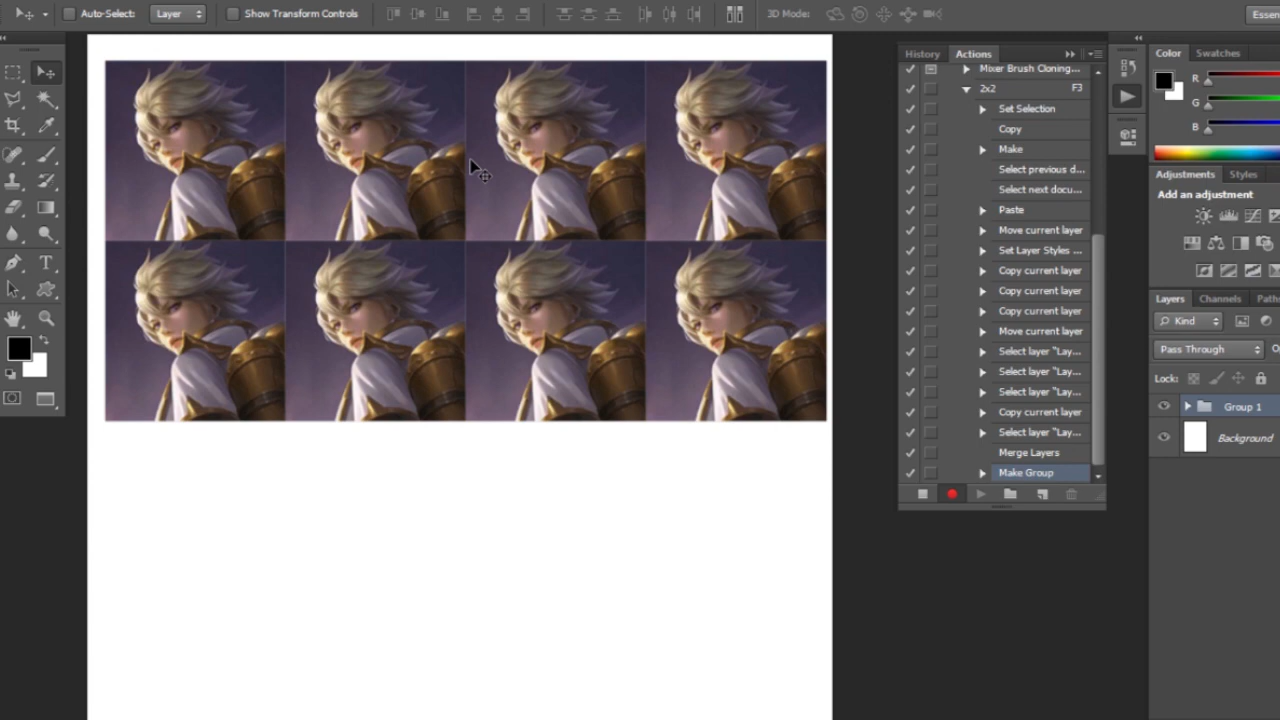 Auto-Select: Layer Show Transform Controls 3D Mode: Essen
History Actions
Mixer Brush Cloning...
2x2 F3
Set Selection
Copy
Make
Select previous d...
Select next docu...
Paste
Move current layer
Set Layer Styles ...
Copy current layer
Copy current layer
Copy current layer
Move current layer
Select layer "Lay...
Select layer "Lay...
Select layer "Lay...
Copy current layer
Select layer "Lay...
Merge Layers
Make Group
Color Swatches
R
G
B
Adjustments Styles
Add an adjustment
Layers Channels Paths
Kind
Pass Through O
Lock:
Group 1
Background